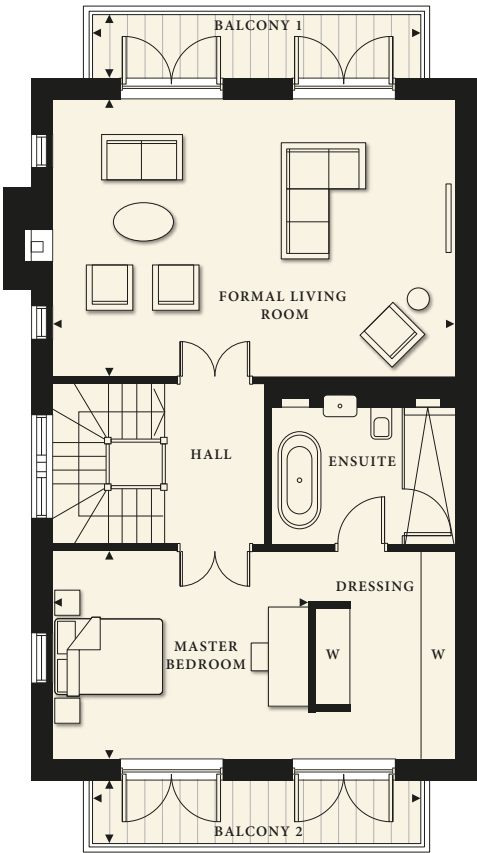 BALCONY 1
FORMAL LIVING
ROOM
HALL
ENSUITE
DRESSING
MASTER
BEDROOM
W
W
BALCONY 2